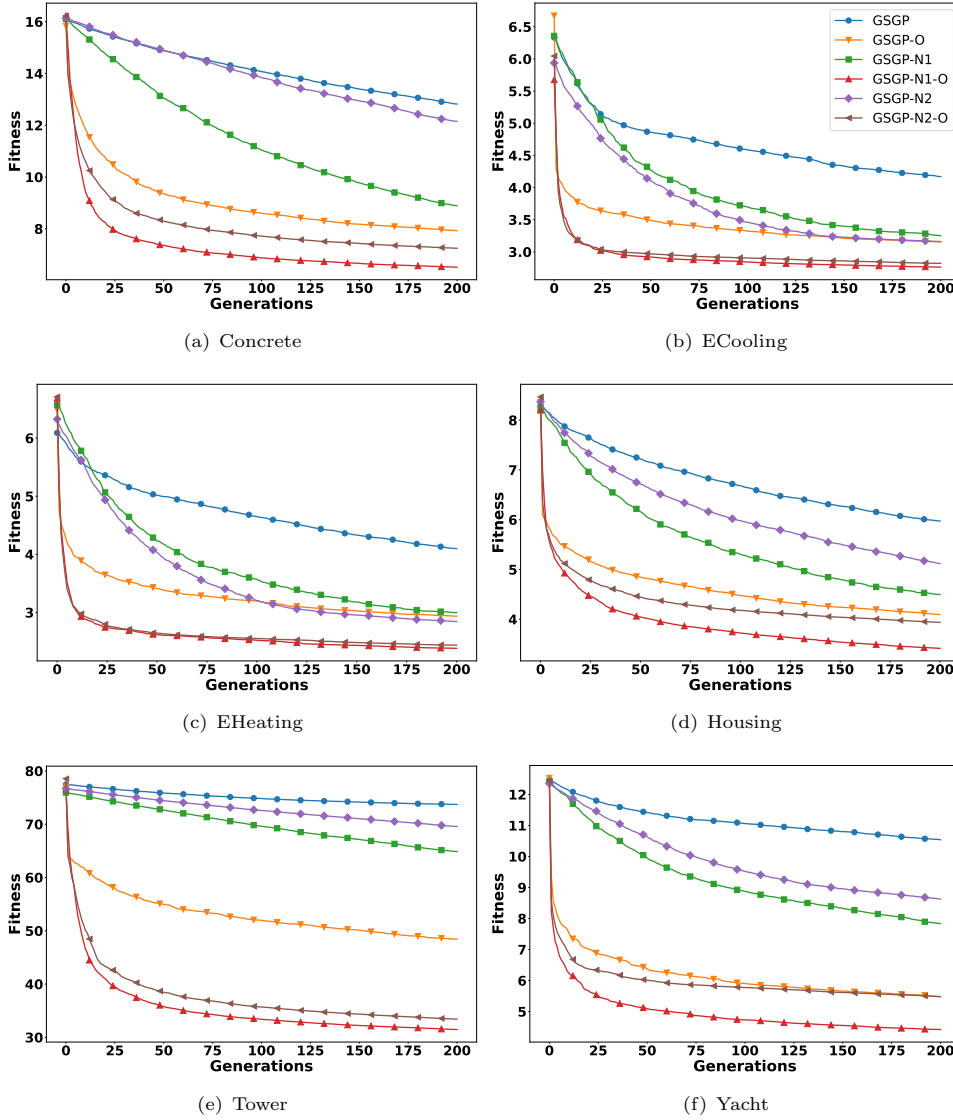 16
14
12
10
8
Fitness
0 25 50 75 100 125 150 175 200
Generations
(a) Concrete
6.5
6.0
5.5
5.0
4.5
4.0
3.5
3.0
Fitness
GSGP
GSGP-O
GSGP-N1
GSGP-N1-O
GSGP-N2
GSGP-N2-O
0 25 50 75 100 125 150 175 200
Generations
(b) ECooling
6
5
4
3
Fitness
0 25 50 75 100 125 150 175 200
Generations
(c) EHeating
8
7
6
5
4
Fitness
0 25 50 75 100 125 150 175 200
Generations
(d) Housing
80
70
60
50
40
30
Fitness
0 25 50 75 100 125 150 175 200
Generations
(e) Tower
12
11
10
9
8
7
6
5
Fitness
0 25 50 75 100 125 150 175 200
Generations
(f) Yacht